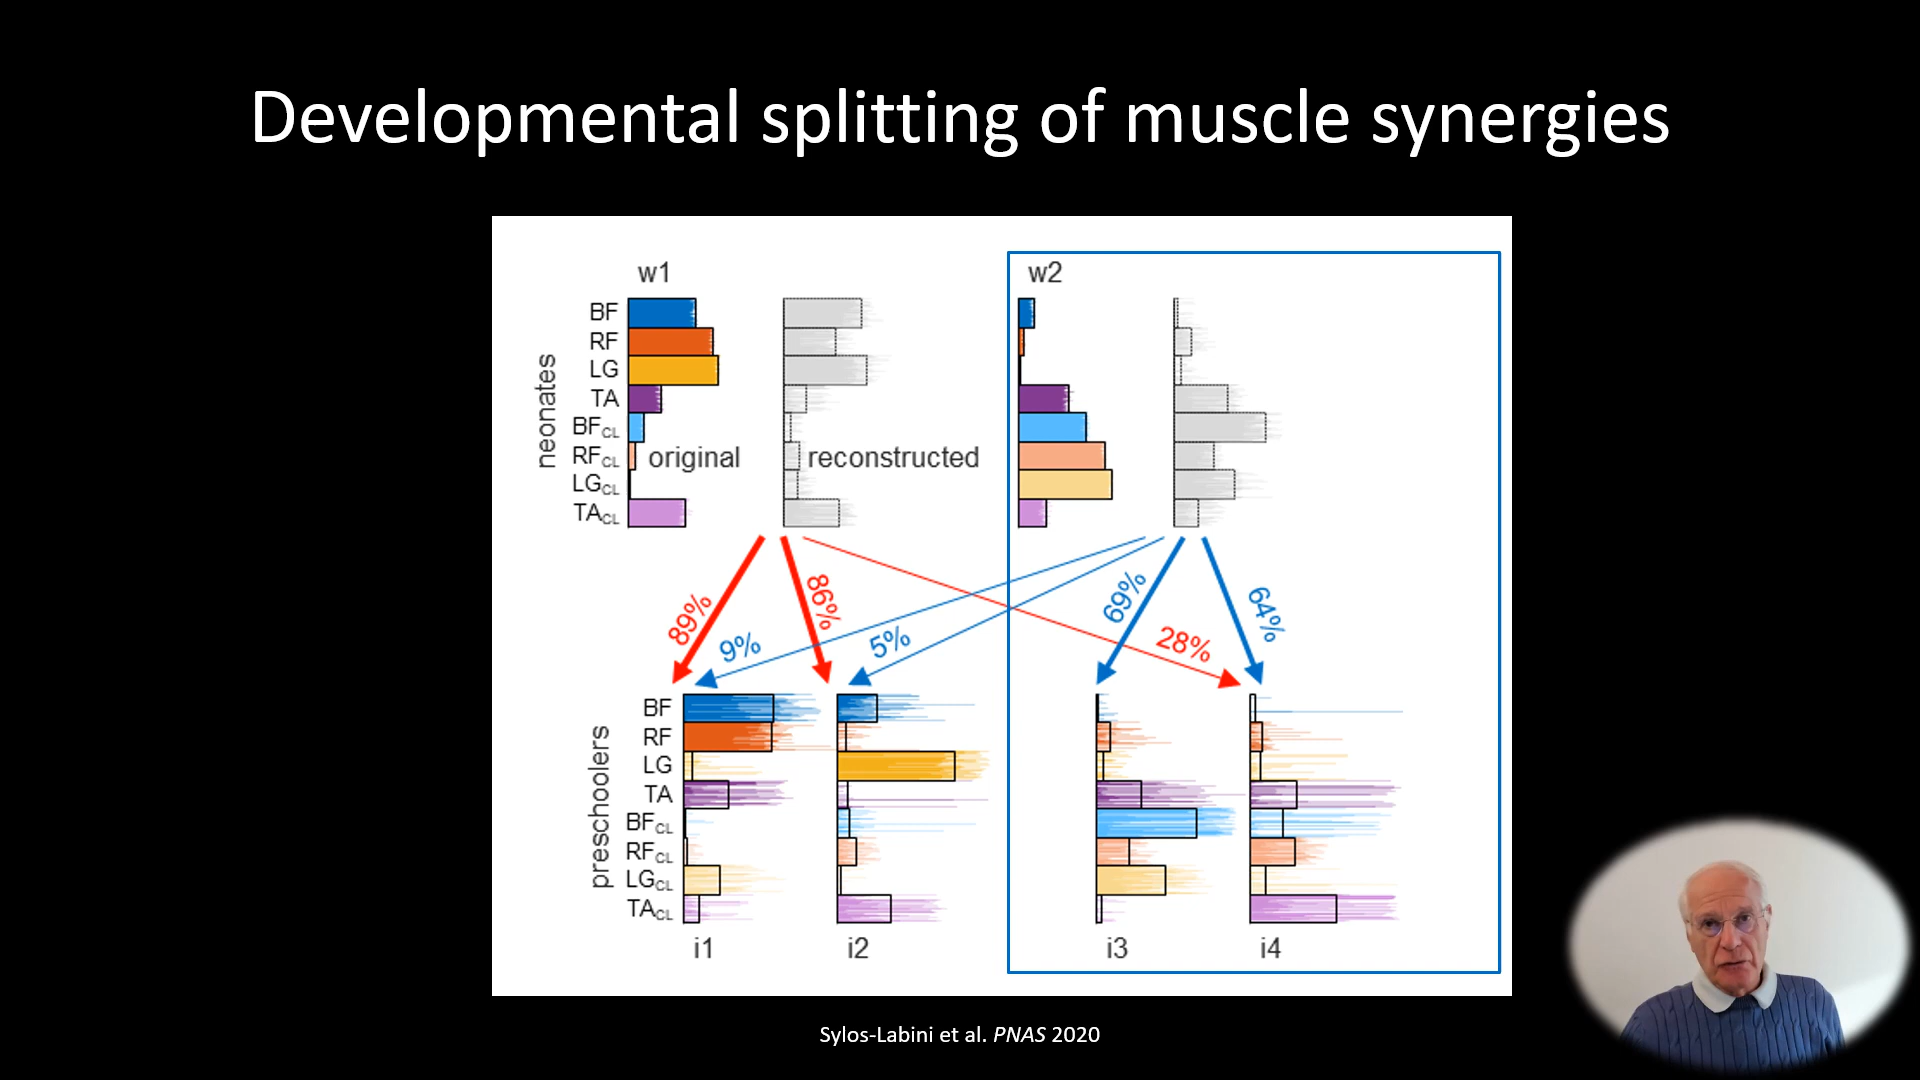 Developmental splitting of muscle synergies
w1
w2
neonates
BF
RF
LG
TA
BFCL
RFCL
LGCL
TACL
original
reconstructed
89%
86%
9%
5%
69%
28%
64%
preschoolers
BF
RF
LG
TA
BFCL
RFCL
LGCL
TACL
i1
i2
i3
i4
Sylos-Labini et al. PNAS 2020